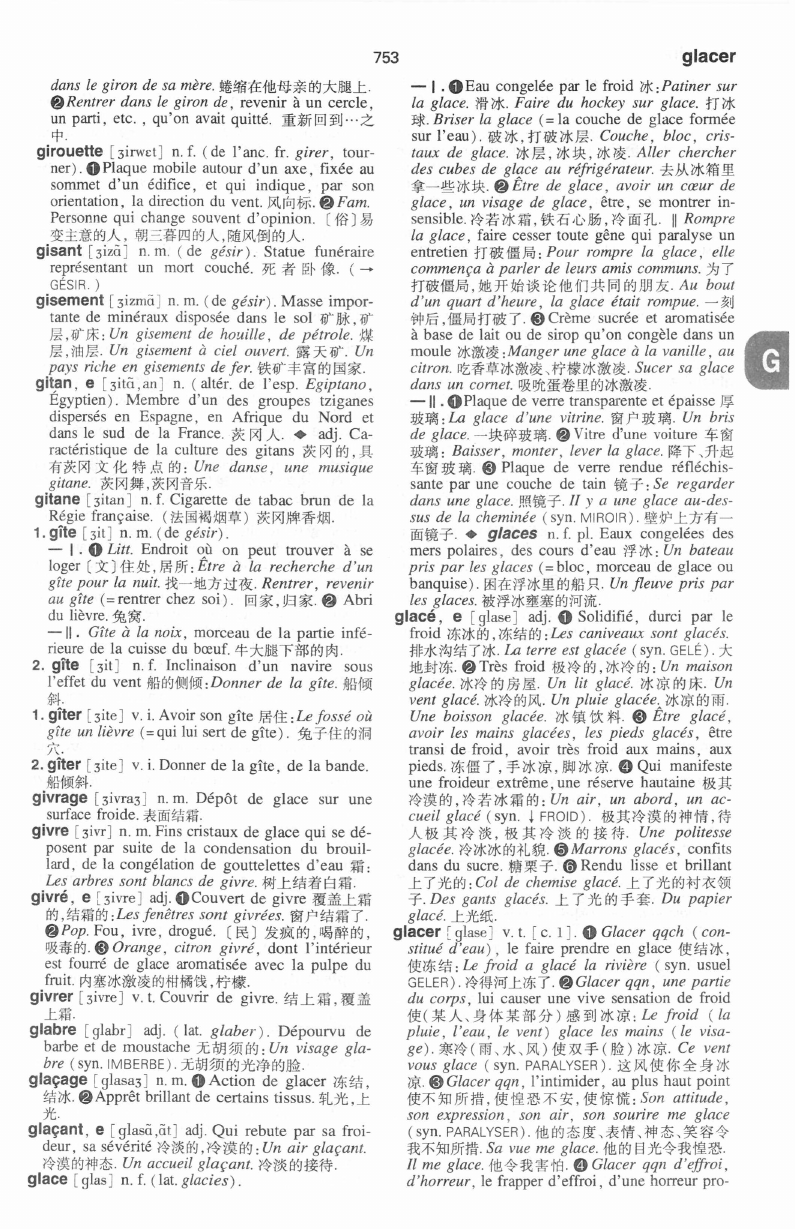 753
glacer
dans le giron de sa mère. 蜷缩在他母亲的大腿上.
❷Rentrer dans le giron de, revenir à un cercle,
un parti, etc. , qu'on avait quitté. 重新回到…之
中.
girouette [ʒirwɛt] n. f. (de l'anc. fr. girer, tour-
ner). ❶Plaque mobile autour d'un axe, fixée au
sommet d'un édifice, et qui indique, par son
orientation, la direction du vent. 风向标. ❷ Fam.
Personne qui change souvent d'opinion. 〔俗〕易
变主意的人, 朝三暮四的人,随风倒的人.
gisant [ʒizɑ̃] n. m. (de gésir). Statue funéraire
représentant un mort couché. 死者卧像. (→
GÉSIR. )
gisement [ʒizmɑ̃] n. m. (de gésir). Masse impor-
tante de minéraux disposée dans le sol 矿脉,矿
层,矿床: Un gisement de houille, de pétrole. 煤
层,油层. Un gisement à ciel ouvert. 露天矿. Un
pays riche en gisements de fer. 铁矿丰富的国家.
gitan, e [ʒitɑ̃,an] n. (altér. de l'esp. Egiptano,
Égyptien). Membre d'un des groupes tziganes
dispersés en Espagne, en Afrique du Nord et
dans le sud de la France. 茨冈人. ◆ adj. Ca-
ractéristique de la culture des gitans 茨冈的,具
有茨冈文化特点的: Une danse, une musique
gitane. 茨冈舞,茨冈音乐.
gitane [ʒitan] n. f. Cigarette de tabac brun de la
Régie française. (法国褐烟草) 茨冈牌香烟.
1. gîte [ʒit] n. m. (de gésir).
— Ⅰ. ❶ Litt. Endroit où on peut trouver à se
loger 〔文〕住处,居所: Être à la recherche d'un
gîte pour la nuit. 找一地方过夜. Rentrer, revenir
au gîte (= rentrer chez soi). 回家,归家. ❷ Abri
du lièvre. 兔窝.
— Ⅱ. Gîte à la noix, morceau de la partie infé-
rieure de la cuisse du bœuf. 牛大腿下部的肉.
2. gîte [ʒit] n. f. Inclinaison d'un navire sous
l'effet du vent 船的侧倾: Donner de la gîte. 船倾
斜.
1. gîter [ʒite] v. i. Avoir son gîte 居住: Le fossé où
gîte un lièvre (= qui lui sert de gîte). 兔子住的洞
穴.
2. gîter [ʒite] v. i. Donner de la gîte, de la bande.
船倾斜.
givrage [ʒivraʒ] n. m. Dépôt de glace sur une
surface froide. 表面结霜.
givre [ʒivr] n. m. Fins cristaux de glace qui se dé-
posent par suite de la condensation du brouil-
lard, de la congélation de gouttelettes d'eau 霜:
Les arbres sont blancs de givre. 树上结着白霜.
givré, e [ʒivre] adj. ❶Couvert de givre 覆盖上霜
的,结霜的: Les fenêtres sont givrées. 窗户结霜了.
❷Pop. Fou, ivre, drogué. 〔民〕发疯的,喝醉的,
吸毒的. ❸ Orange, citron givré, dont l'intérieur
est fourré de glace aromatisée avec la pulpe du
fruit. 内塞冰激凌的柑橘饯,柠檬.
givrer [ʒivre] v. t. Couvrir de givre. 结上霜,覆盖
上霜.
glabre [glabr] adj. (lat. glaber). Dépourvu de
barbe et de moustache 无胡须的: Un visage gla-
bre (syn. IMBERBE). 无胡须的光净的脸.
glaçage [glasaʒ] n. m. ❶ Action de glacer 冻结,
结冰. ❷Apprêt brillant de certains tissus. 轧光,上
光.
glaçant, e [glasɑ̃,ɑ̃t] adj. Qui rebute par sa froi-
deur, sa sévérité 冷淡的,冷漠的: Un air glaçant.
冷漠的神态. Un accueil glaçant. 冷淡的接待.
glace [glas] n. f. (lat. glacies).
— Ⅰ. ❶Eau congelée par le froid 冰: Patiner sur
la glace. 滑冰. Faire du hockey sur glace. 打冰
球. Briser la glace (= la couche de glace formée
sur l'eau). 破冰,打破冰层. Couche, bloc, cris-
taux de glace. 冰层,冰块,冰凌. Aller chercher
des cubes de glace au réfrigérateur. 去从冰箱里
拿一些冰块. ❷ Être de glace, avoir un cœur de
glace, un visage de glace, être, se montrer in-
sensible. 冷若冰霜,铁石心肠,冷面孔. ‖ Rompre
la glace, faire cesser toute gêne qui paralyse un
entretien 打破僵局: Pour rompre la glace, elle
commença à parler de leurs amis communs. 为了
打破僵局,她开始谈论他们共同的朋友. Au bout
d'un quart d'heure, la glace était rompue. 一刻
钟后,僵局打破了. ❸ Crème sucrée et aromatisée
à base de lait ou de sirop qu'on congèle dans un
moule 冰激凌: Manger une glace à la vanille, au
citron. 吃香草冰激凌、柠檬冰激凌. Sucer sa glace
dans un cornet. 吸吮蛋卷里的冰激凌.
— Ⅱ. ❶Plaque de verre transparente et épaisse 厚
玻璃: La glace d'une vitrine. 窗户玻璃. Un bris
de glace. 一块碎玻璃. ❷ Vitre d'une voiture 车窗
玻璃: Baisser, monter, lever la glace. 降下、升起
车窗玻璃. ❸ Plaque de verre rendue réfléchis-
sante par une couche de tain 镜子: Se regarder
dans une glace. 照镜子. Il y a une glace au-des-
sus de la cheminée (syn. MIROIR). 壁炉上方有一
面镜子. ◆ glaces n. f. pl. Eaux congelées des
mers polaires, des cours d'eau 浮冰: Un bateau
pris par les glaces (= bloc, morceau de glace ou
banquise). 困在浮冰里的船只. Un fleuve pris par
les glaces. 被浮冰壅塞的河流.
glacé, e [glase] adj. ❶ Solidifié, durci par le
froid 冻冰的,冻结的: Les caniveaux sont glacés.
排水沟结了冰. La terre est glacée (syn. GELÉ). 大
地封冻. ❷ Très froid 极冷的,冰冷的: Un maison
glacée. 冰冷的房屋. Un lit glacé. 冰凉的床. Un
vent glacé. 冰冷的风. Un pluie glacée. 冰凉的雨.
Une boisson glacée. 冰镇饮料. ❸ Être glacé,
avoir les mains glacées, les pieds glacés, être
transi de froid, avoir très froid aux mains, aux
pieds. 冻僵了,手冰凉,脚冰凉. ❹ Qui manifeste
une froideur extrême, une réserve hautaine 极其
冷漠的,冷若冰霜的: Un air, un abord, un ac-
cueil glacé (syn. ↓ FROID). 极其冷漠的神情,待
人极其冷淡,极其冷淡的接待. Une politesse
glacée. 冷冰冰的礼貌. ❺ Marrons glacés, confits
dans du sucre. 糖栗子. ❻ Rendu lisse et brillant
上了光的: Col de chemise glacé. 上了光的衬衣领
子. Des gants glacés. 上了光的手套. Du papier
glacé. 上光纸.
glacer [glase] v. t. [c. 1]. ❶ Glacer qqch (con-
stitué d'eau), le faire prendre en glace 使结冰,
使冻结: Le froid a glacé la rivière (syn. usuel
GELER). 冷得河上冻了. ❷ Glacer qqn, une partie
du corps, lui causer une vive sensation de froid
使(某人、身体某部分)感到冰凉: Le froid (la
pluie, l'eau, le vent) glace les mains (le visa-
ge). 寒冷(雨、水、风)使双手(脸)冰凉. Ce vent
vous glace (syn. PARALYSER). 这风使你全身冰
凉. ❸ Glacer qqn, l'intimider, au plus haut point
使不知所措,使惶恐不安,使惊慌: Son attitude,
son expression, son air, son sourire me glace
(syn. PARALYSER). 他的态度、表情、神态、笑容令
我不知所措. Sa vue me glace. 他的目光令我惶恐.
Il me glace. 他令我害怕. ❹ Glacer qqn d'effroi,
d'horreur, le frapper d'effroi, d'une horreur pro-
G